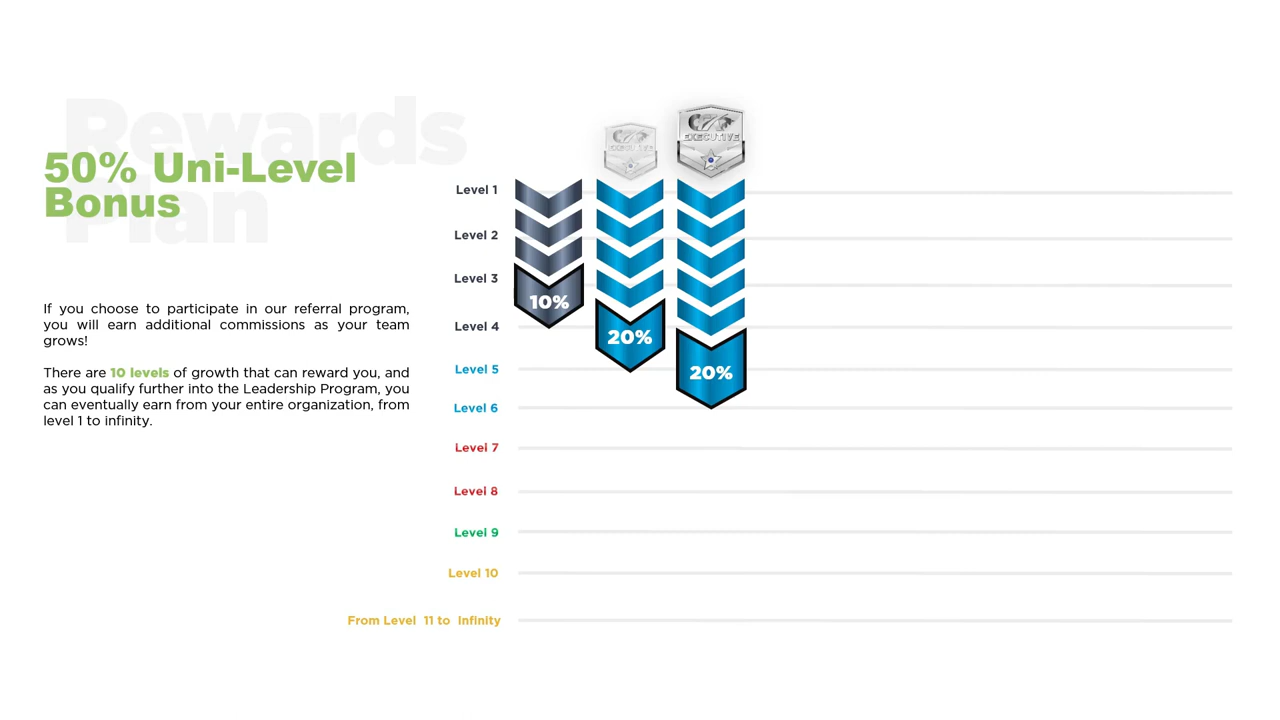 Rewards
Plan
50% Uni-Level
Bonus
If you choose to participate in our referral program,
you will earn additional commissions as your team
grows!
There are 10 levels of growth that can reward you, and
as you qualify further into the Leadership Program, you
can eventually earn from your entire organization, from
level 1 to infinity.
EXECUTIVE
EXECUTIVE
Level 1
Level 2
Level 3
10%
Level 4
20%
Level 5
20%
Level 6
Level 7
Level 8
Level 9
Level 10
From Level 11 to Infinity